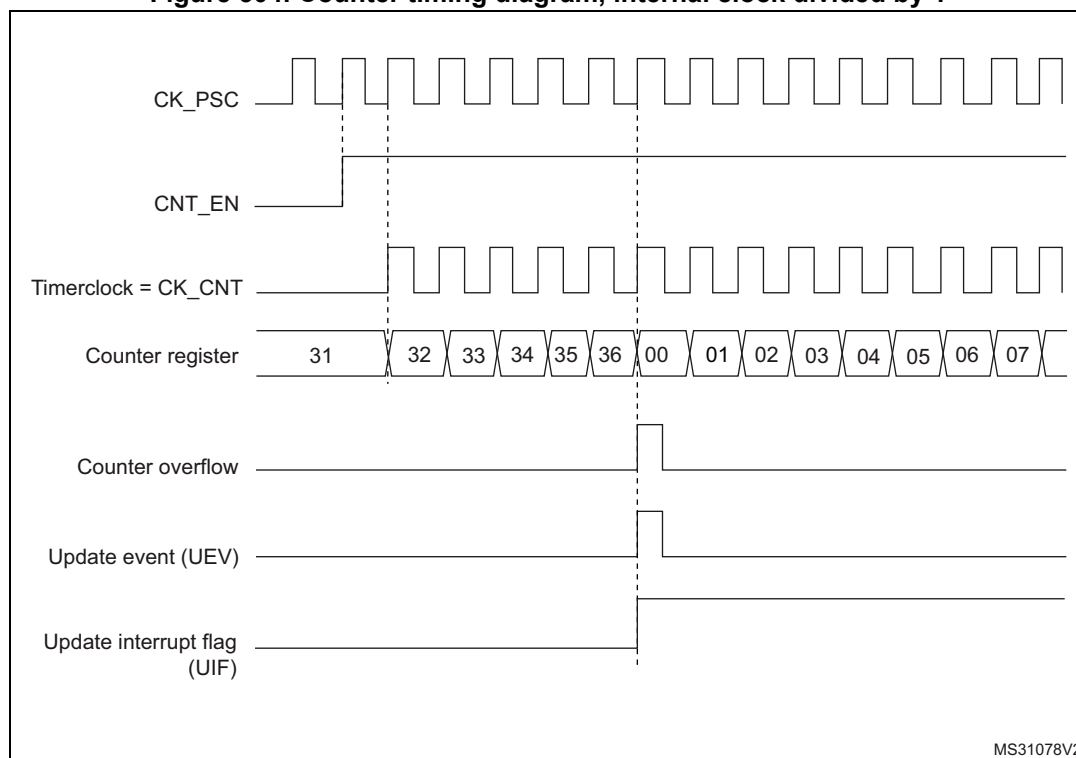 CK_PSC
CNT_EN
Timerclock = CK_CNT
Counter register 31 32 33 34 35 36 00 01 02 03 04 05 06 07
Counter overflow
Update event (UEV)
Update interrupt flag
(UIF)
MS31078V2